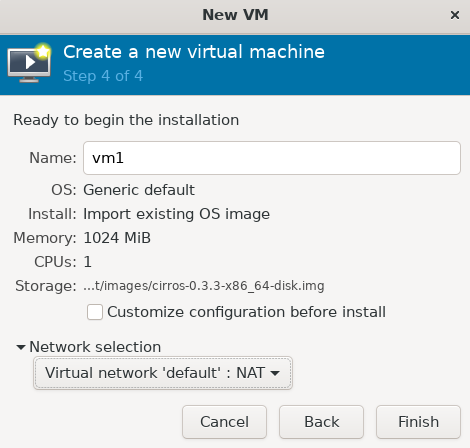 New VM
×
Create a new virtual machine
Step 4 of 4
Ready to begin the installation
Name: vm1
OS: Generic default
Install: Import existing OS image
Memory: 1024 MiB
CPUs: 1
Storage: ...t/images/cirros-0.3.3-x86_64-disk.img
Customize configuration before install
Network selection
Virtual network 'default' : NAT
Cancel Back Finish